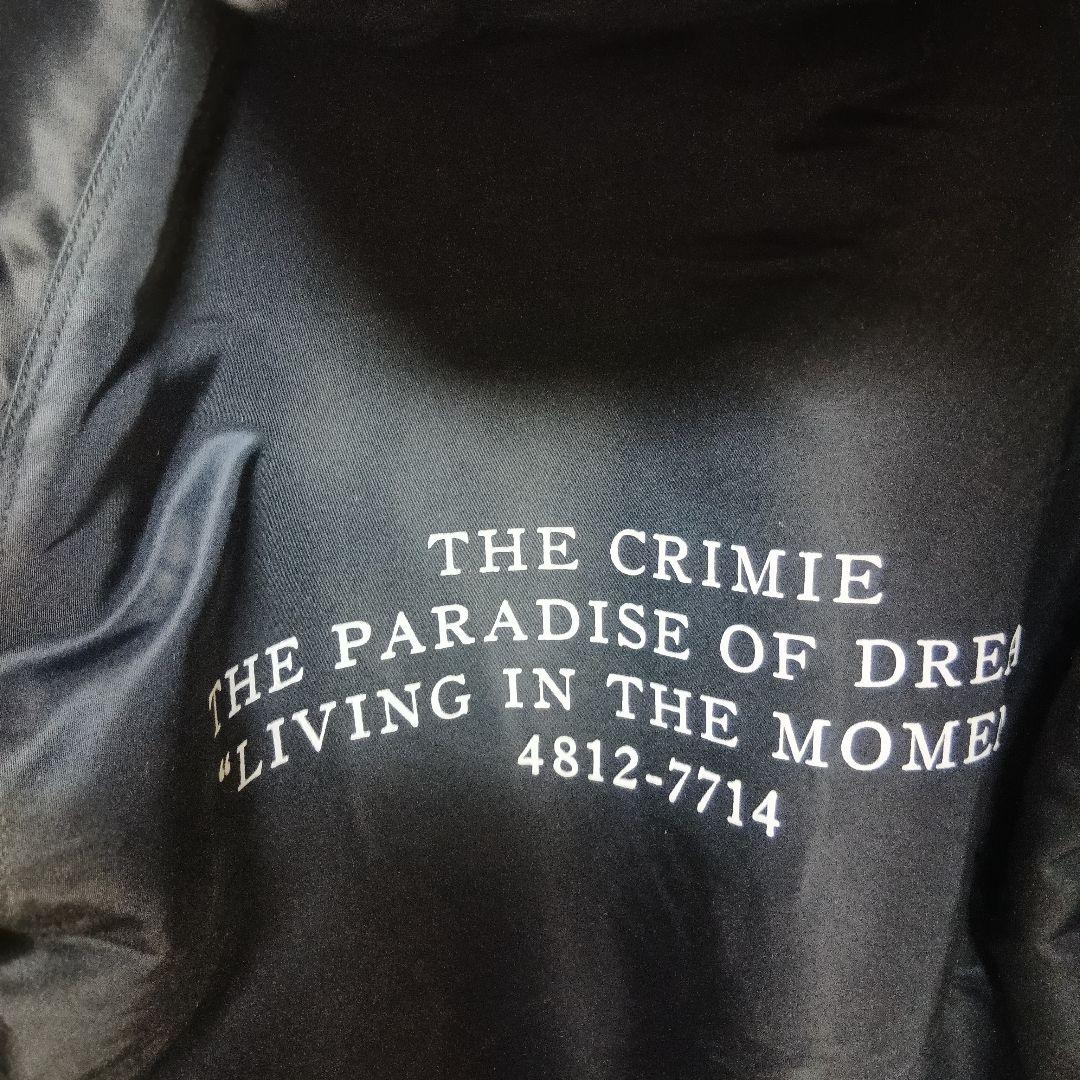 THE CRIMIE
THE PARADISE OF DREA
“LIVING IN THE MOME
4812-7714